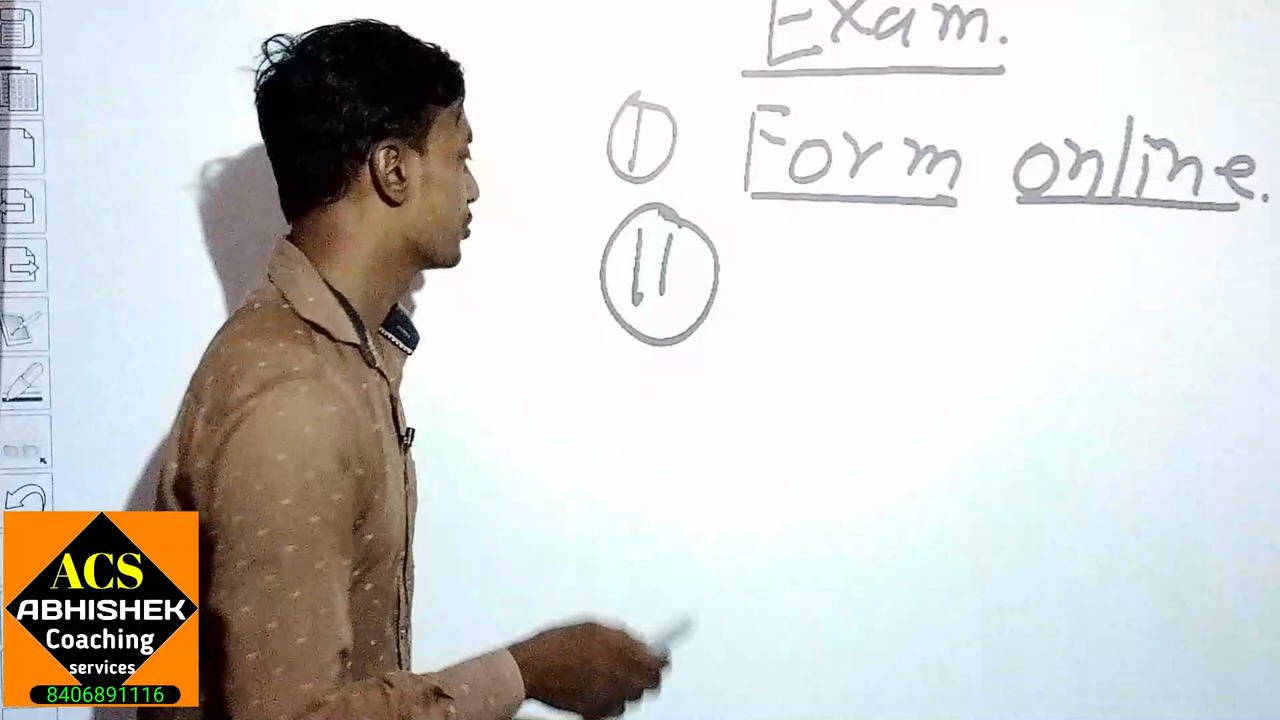 Exam.
I Form online.
II
ACS
ABHISHEK
Coaching
services
8406891116